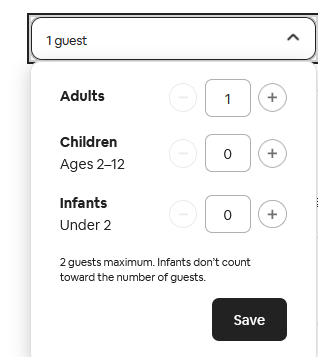 1 guest
Adults
1
Children
Ages 2–12
0
Infants
Under 2
0
2 guests maximum. Infants don’t count
toward the number of guests.
Save